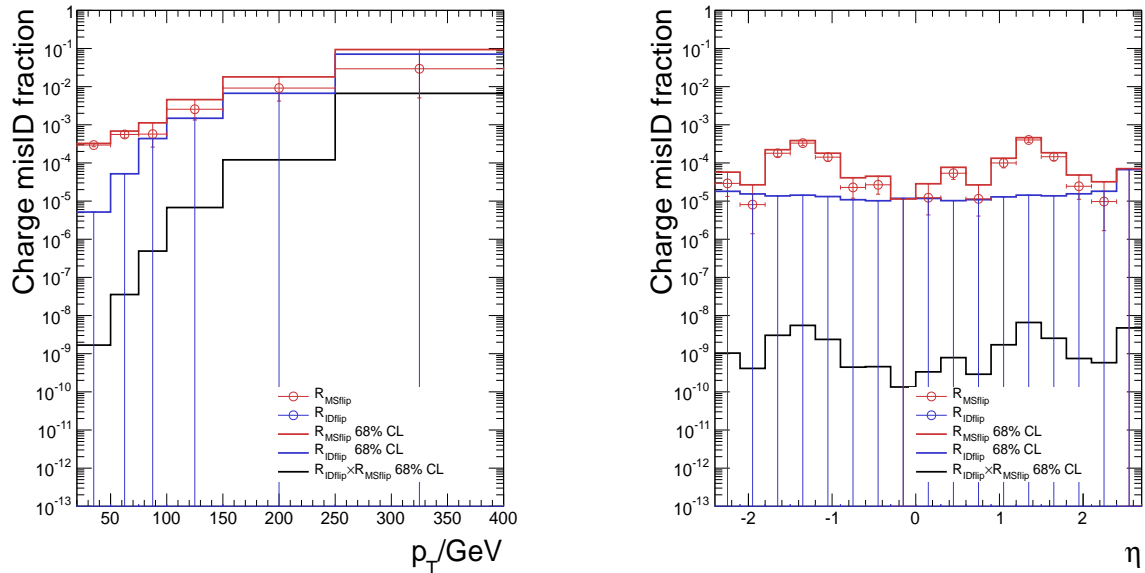 Charge misID fraction
1
10^-1
10^-2
10^-3
10^-4
10^-5
10^-6
10^-7
10^-8
10^-9
10^-10
10^-11
10^-12
10^-13
R_MSflip
R_IDflip
R_MSflip 68% CL
R_IDflip 68% CL
R_IDflip×R_MSflip 68% CL
50 100 150 200 250 300 350 400
p_T/GeV
Charge misID fraction
1
10^-1
10^-2
10^-3
10^-4
10^-5
10^-6
10^-7
10^-8
10^-9
10^-10
10^-11
10^-12
10^-13
R_MSflip
R_IDflip
R_MSflip 68% CL
R_IDflip 68% CL
R_IDflip×R_MSflip 68% CL
-2 -1 0 1 2
η